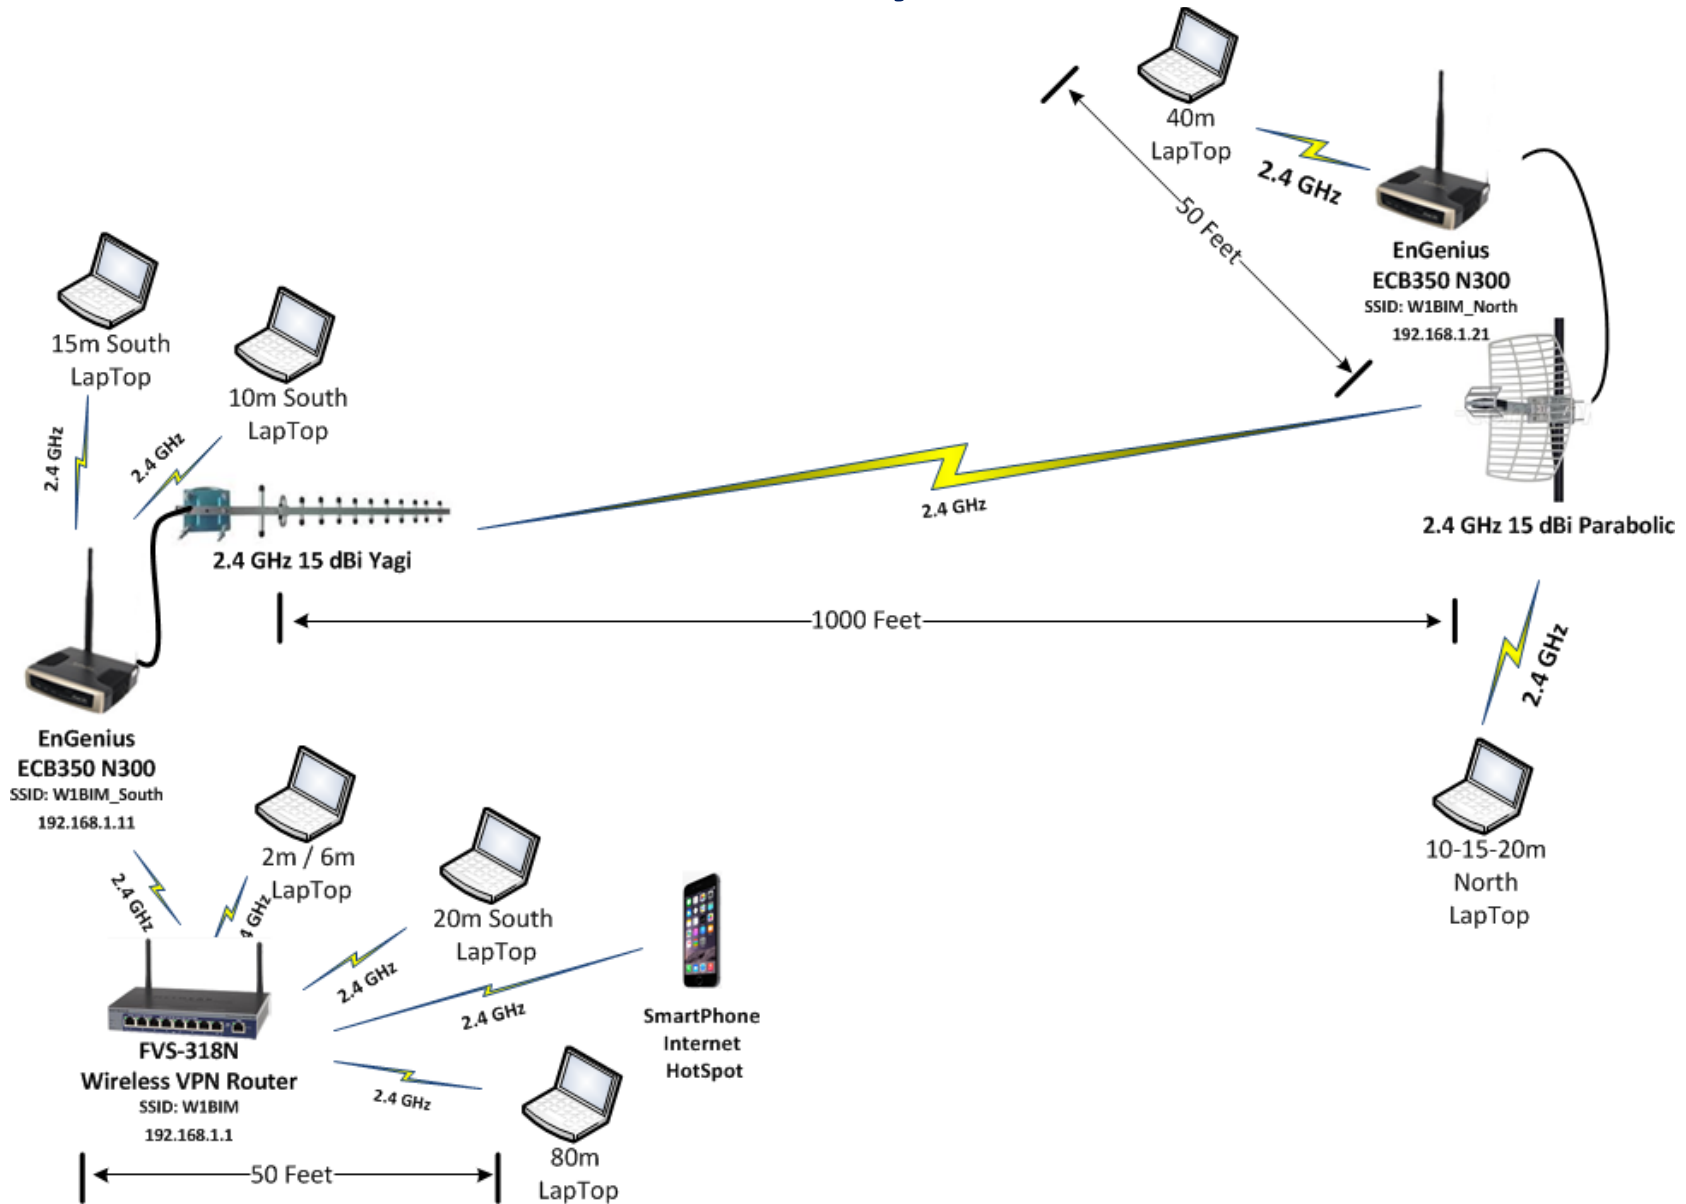 40m
LapTop
2.4 GHz
50 Feet
EnGenius
ECB350 N300
SSID: W1BIM_North
192.168.1.21
15m South
LapTop
10m South
LapTop
2.4 GHz
2.4 GHz
2.4 GHz
2.4 GHz 15 dBi Yagi
2.4 GHz 15 dBi Parabolic
1000 Feet
2.4 GHz
EnGenius
ECB350 N300
SSID: W1BIM_South
192.168.1.11
2m / 6m
LapTop
2.4 GHz
4 GHz
20m South
LapTop
2.4 GHz
2.4 GHz
SmartPhone
Internet
HotSpot
10-15-20m
North
LapTop
FVS-318N
Wireless VPN Router
SSID: W1BIM
192.168.1.1
2.4 GHz
50 Feet
80m
LapTop